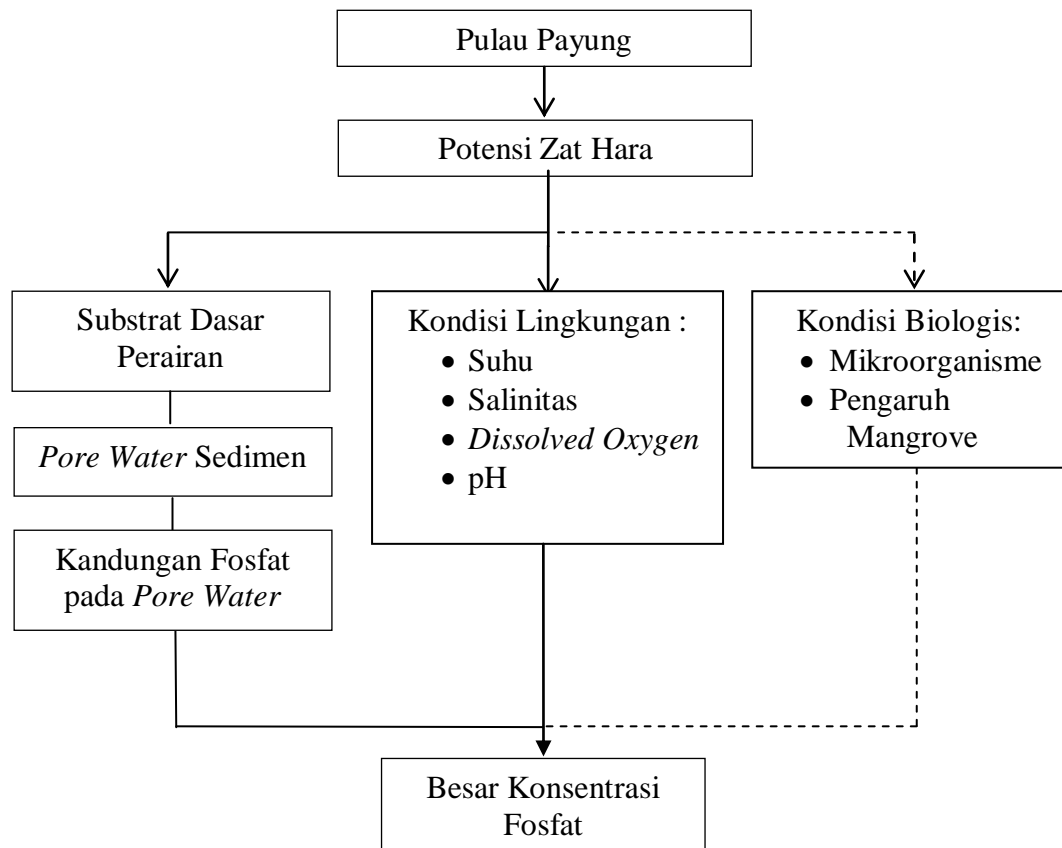 Pulau Payung
Potensi Zat Hara
Substrat Dasar
Perairan
Pore Water Sedimen
Kandungan Fosfat
pada Pore Water
Kondisi Lingkungan :
• Suhu
• Salinitas
• Dissolved Oxygen
• pH
Kondisi Biologis:
• Mikroorganisme
• Pengaruh
Mangrove
Besar Konsentrasi
Fosfat